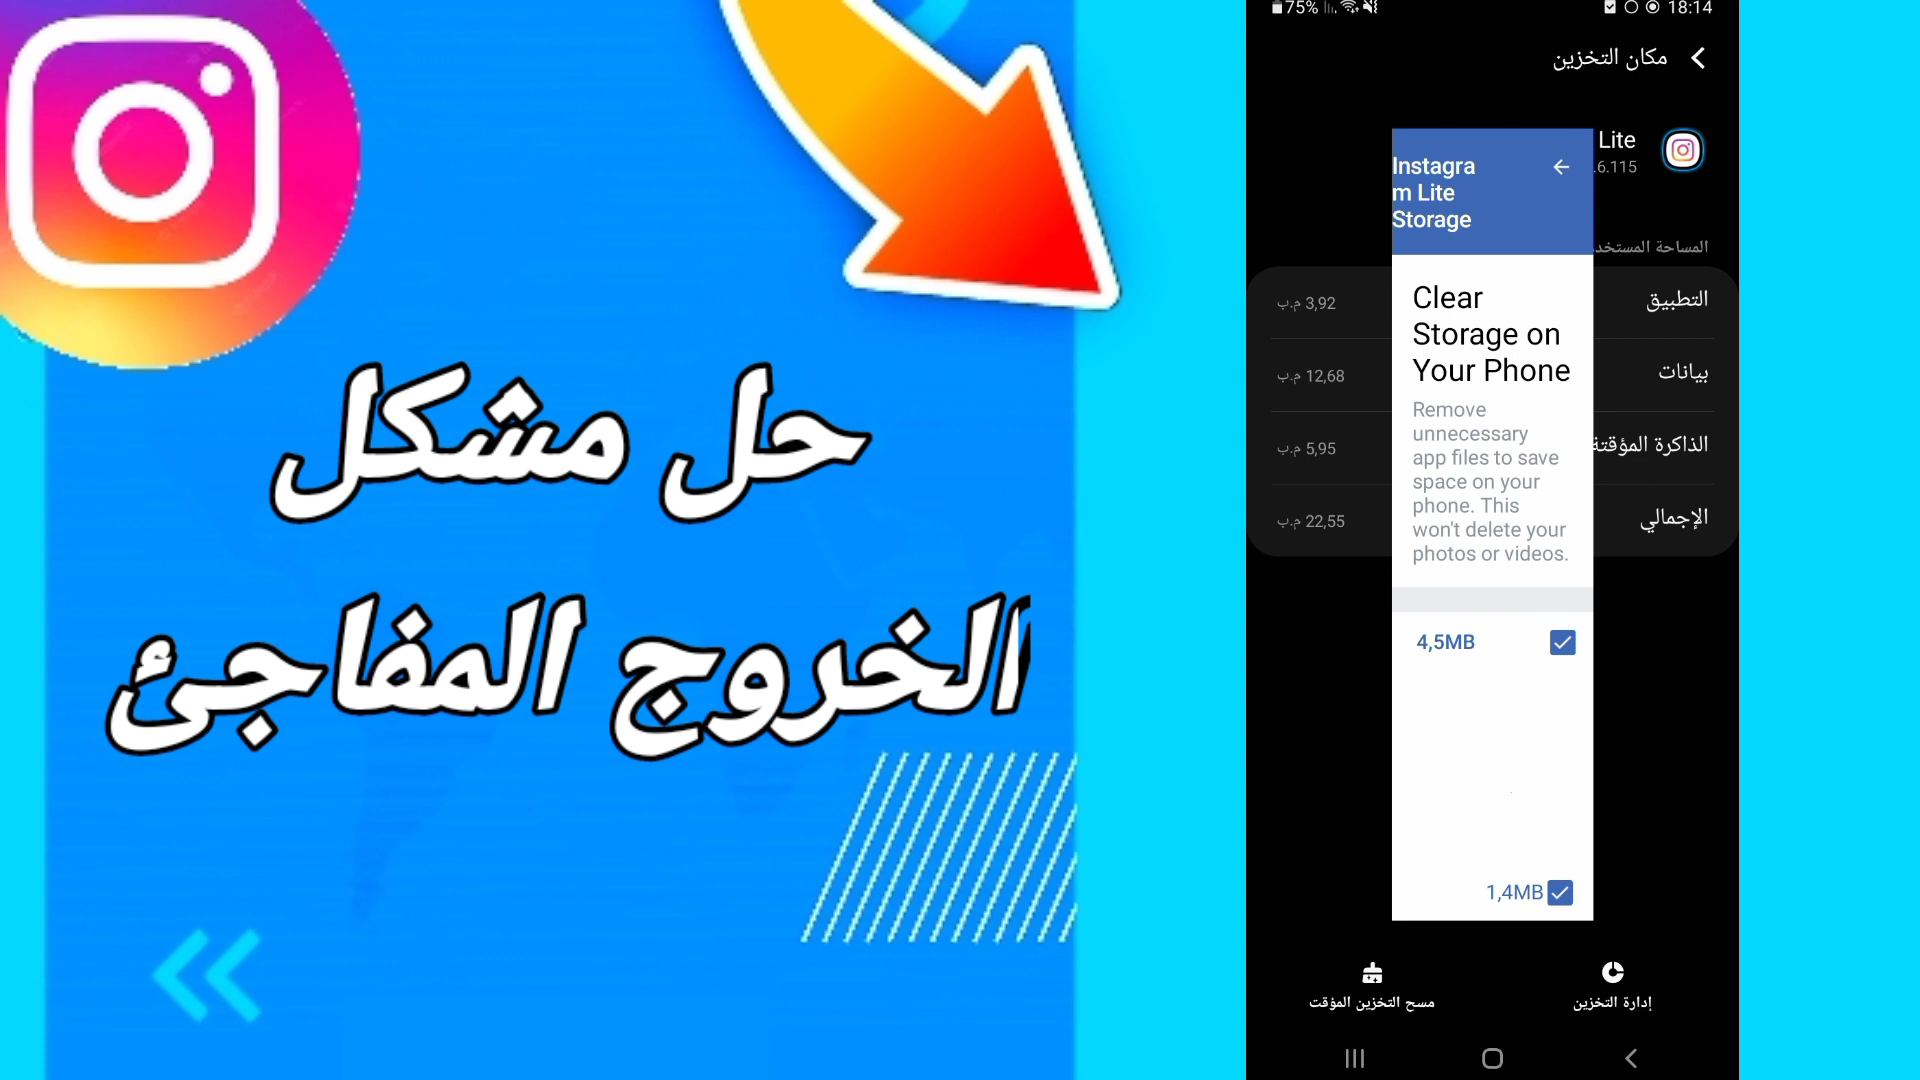 حل مشكل
الخروج المفاجئ
75%
18:14
مكان التخزين
Lite
.6.115
Instagra
m Lite
Storage
المساحة المستخد
Clear
Storage on
Your Phone
Remove
unnecessary
app files to save
space on your
phone. This
won't delete your
photos or videos.
التطبيق
3,92 م.ب
بيانات
12,68 م.ب
الذاكرة المؤقتة
5,95 م.ب
الإجمالي
22,55 م.ب
4,5MB
1,4MB
إدارة التخزين
مسح التخزين المؤقت